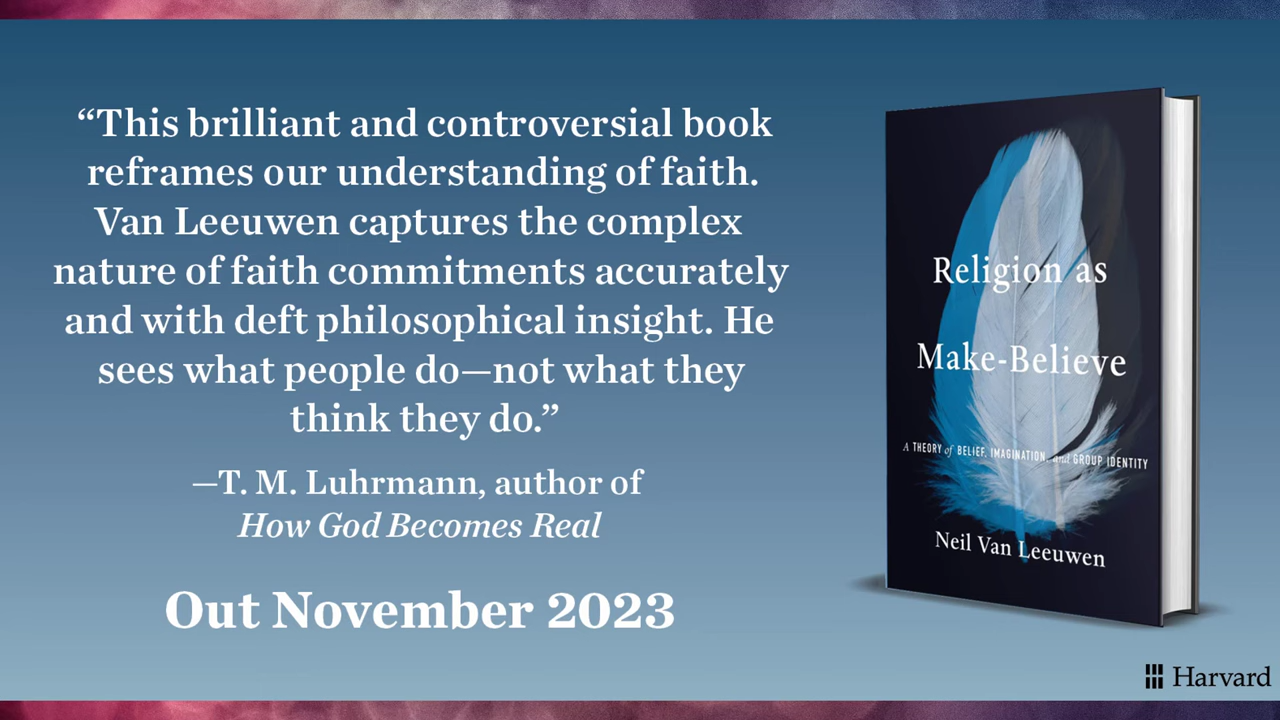 “This brilliant and controversial book
reframes our understanding of faith.
Van Leeuwen captures the complex
nature of faith commitments accurately
and with deft philosophical insight. He
sees what people do—not what they
think they do.”
—T. M. Luhrmann, author of
How God Becomes Real
Out November 2023
Religion as
Make-Believe
A THEORY of BELIEF, IMAGINATION, and GROUP IDENTITY
Neil Van Leeuwen
Harvard